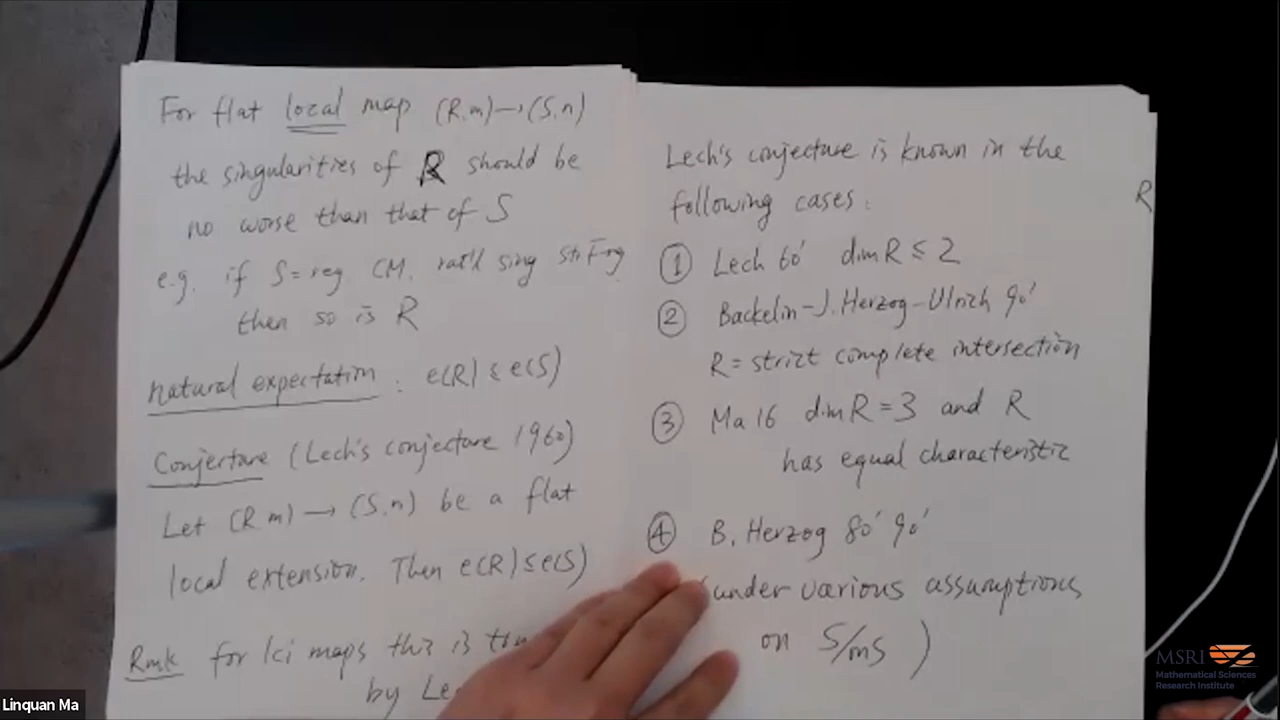 For flat local map (R,m)→(S,n)
the singularities of R should be
no worse than that of S
e.g. if S=reg CM, rat'l sing str F-reg
then so is R
natural expectation : e(R) ≤ e(S)
Conjecture (Lech's conjecture 1960)
Let (R,m) → (S,n) be a flat
local extension. Then e(R) ≤ e(S)
Rmk for lci maps this is
by
Lech's conjecture is known in the
following cases:
① Lech 60' dim R ≤ 2
② Backelin-J.Herzog-Ulrich 90'
R = strict complete intersection
③ Ma 16 dim R = 3 and R
has equal characteristic
④ B. Herzog 80' 90'
(under various assumptions
on S/mS )
R
MSRI
Mathematical Sciences
Research Institute
Linquan Ma